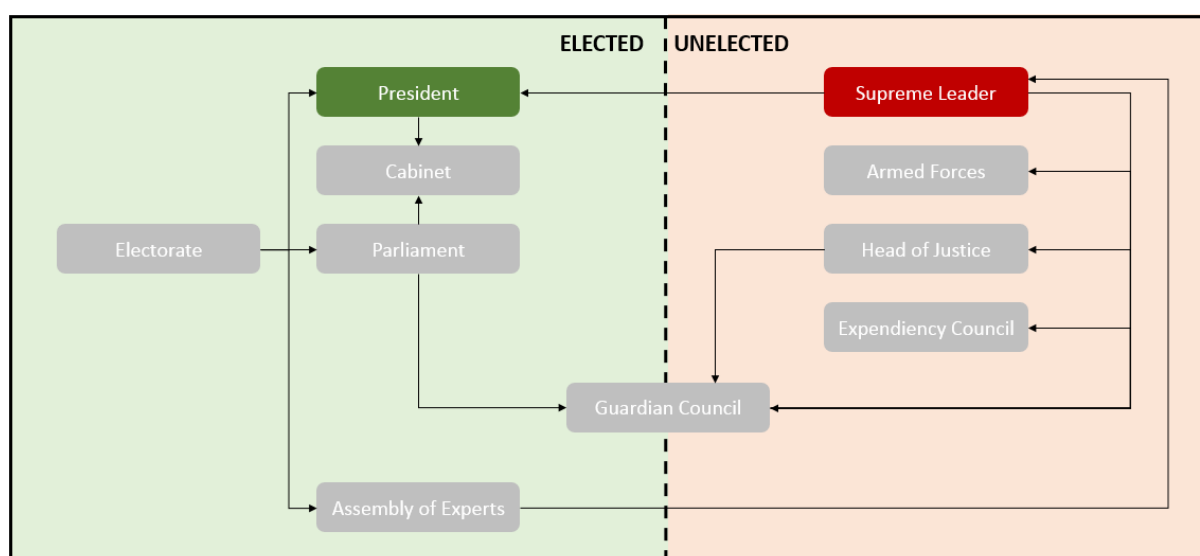 ELECTED UNELECTED
President
Supreme Leader
Cabinet
Armed Forces
Electorate
Parliament
Head of Justice
Expendiency Council
Guardian Council
Assembly of Experts